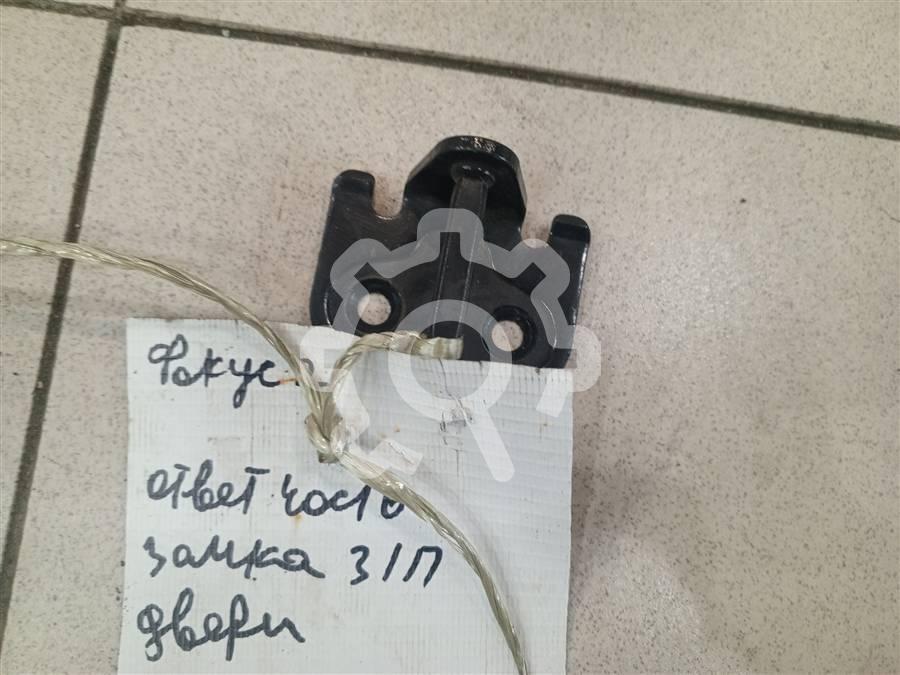 Фокус
ответ часть
замка З/П
двери